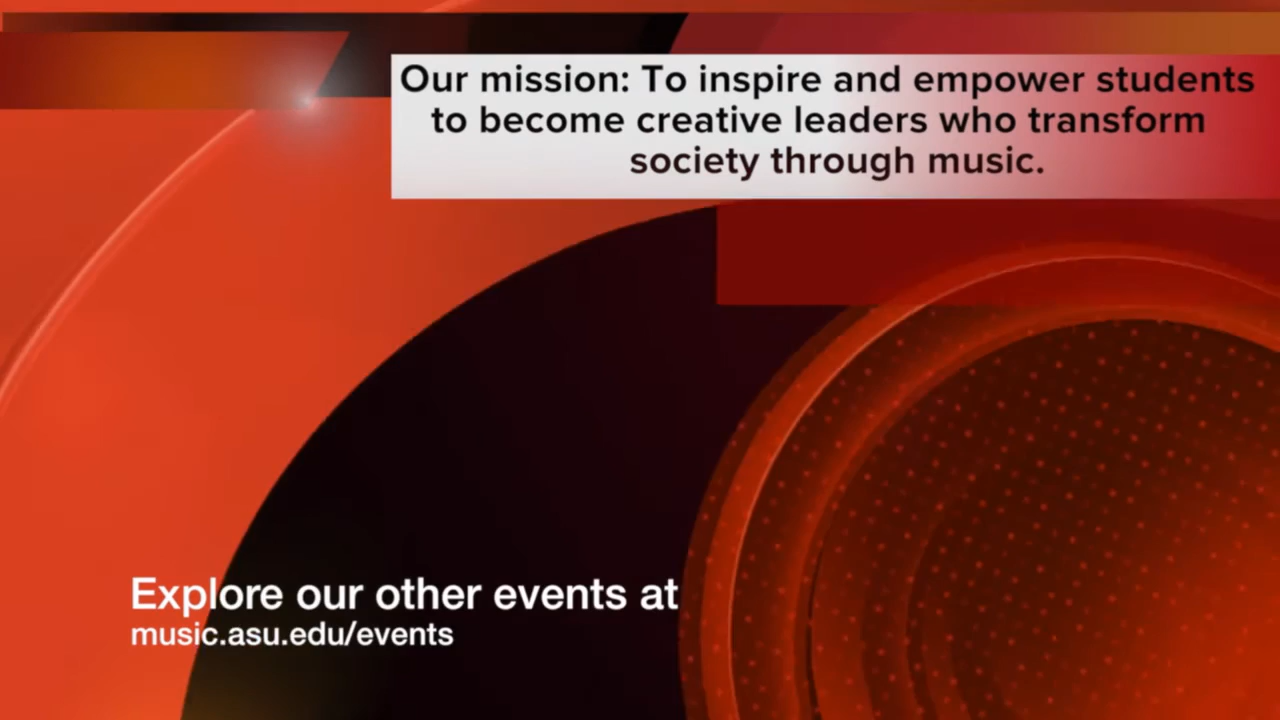 Our mission: To inspire and empower students
to become creative leaders who transform
society through music.
Explore our other events at
music.asu.edu/events